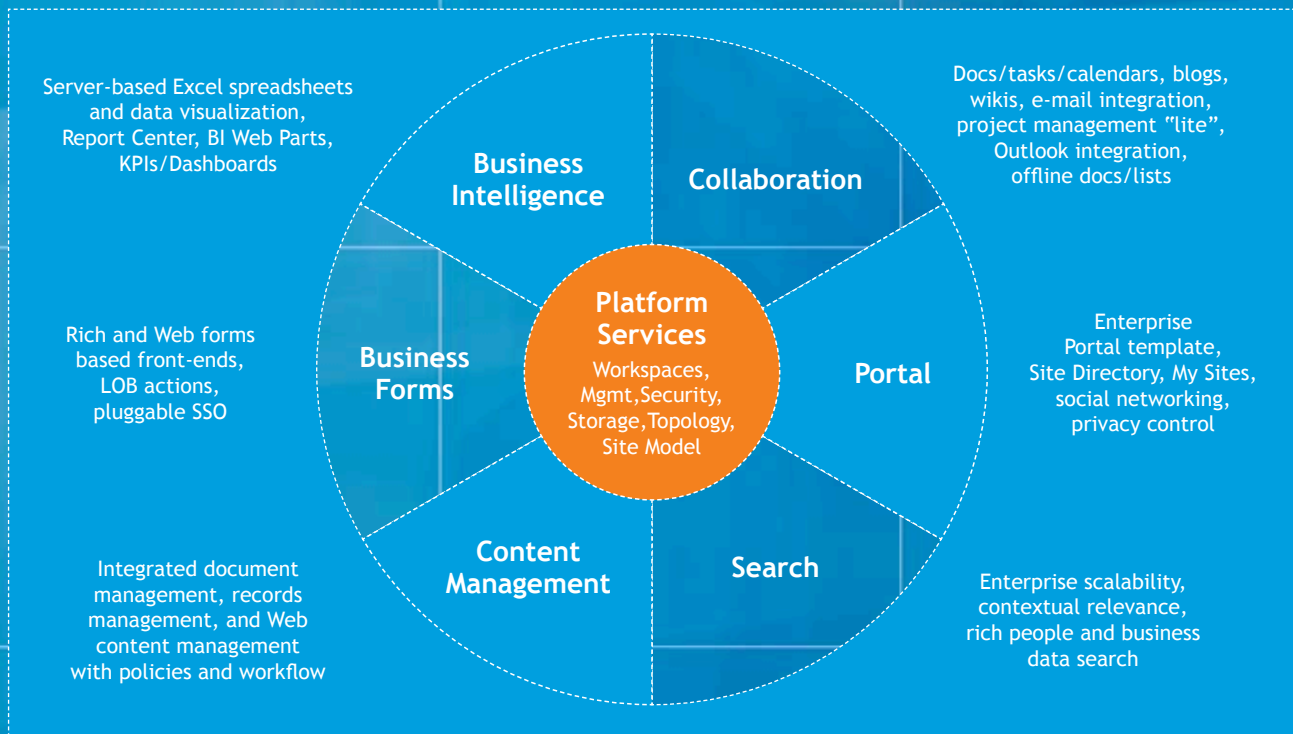 Server-based Excel spreadsheets
and data visualization,
Report Center, BI Web Parts,
KPIs/Dashboards
Business
Intelligence
Collaboration
Docs/tasks/calendars, blogs,
wikis, e-mail integration,
project management “lite”,
Outlook integration,
offline docs/lists
Rich and Web forms
based front-ends,
LOB actions,
pluggable SSO
Business
Forms
Platform
Services
Workspaces,
Mgmt,Security,
Storage,Topology,
Site Model
Portal
Enterprise
Portal template,
Site Directory, My Sites,
social networking,
privacy control
Integrated document
management, records
management, and Web
content management
with policies and workflow
Content
Management
Search
Enterprise scalability,
contextual relevance,
rich people and business
data search